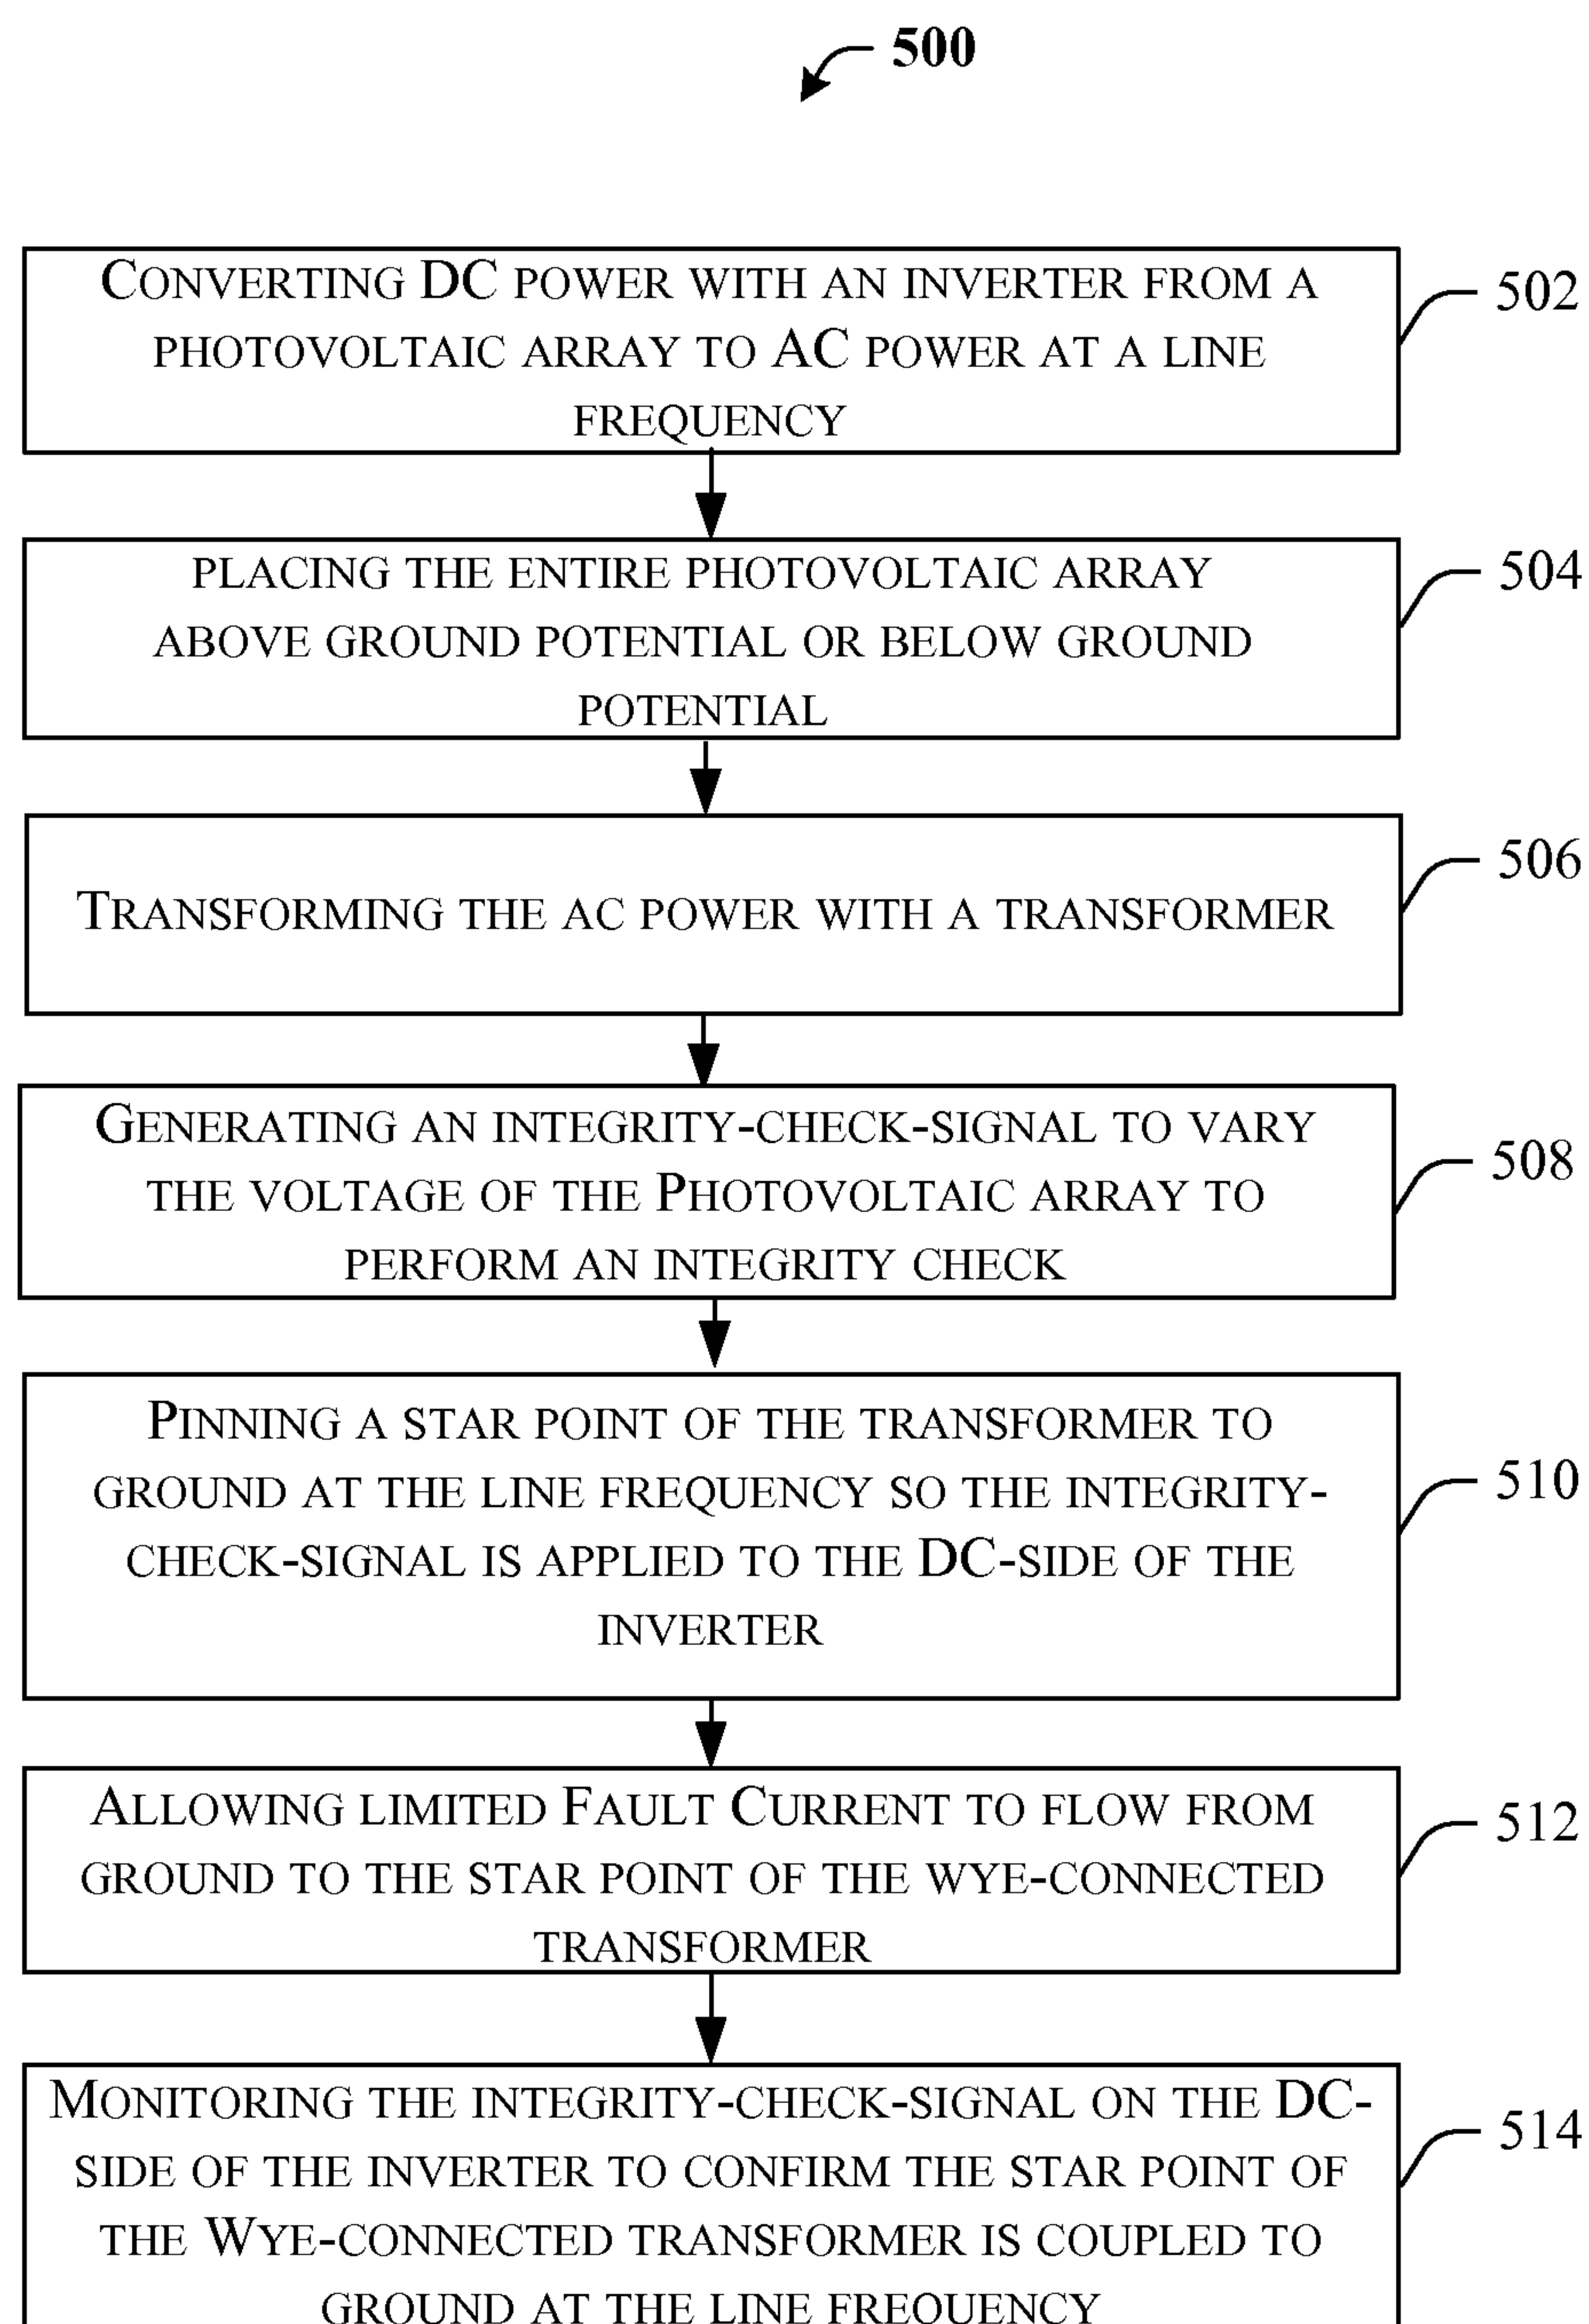 500
CONVERTING DC POWER WITH AN INVERTER FROM A
PHOTOVOLTAIC ARRAY TO AC POWER AT A LINE
FREQUENCY
502
PLACING THE ENTIRE PHOTOVOLTAIC ARRAY
ABOVE GROUND POTENTIAL OR BELOW GROUND
POTENTIAL
504
TRANSFORMING THE AC POWER WITH A TRANSFORMER
506
GENERATING AN INTEGRITY-CHECK-SIGNAL TO VARY
THE VOLTAGE OF THE PHOTOVOLTAIC ARRAY TO
PERFORM AN INTEGRITY CHECK
508
PINNING A STAR POINT OF THE TRANSFORMER TO
GROUND AT THE LINE FREQUENCY SO THE INTEGRITY-
CHECK-SIGNAL IS APPLIED TO THE DC-SIDE OF THE
INVERTER
510
ALLOWING LIMITED FAULT CURRENT TO FLOW FROM
GROUND TO THE STAR POINT OF THE WYE-CONNECTED
TRANSFORMER
512
MONITORING THE INTEGRITY-CHECK-SIGNAL ON THE DC-
SIDE OF THE INVERTER TO CONFIRM THE STAR POINT OF
THE WYE-CONNECTED TRANSFORMER IS COUPLED TO
GROUND AT THE LINE FREQUENCY
514